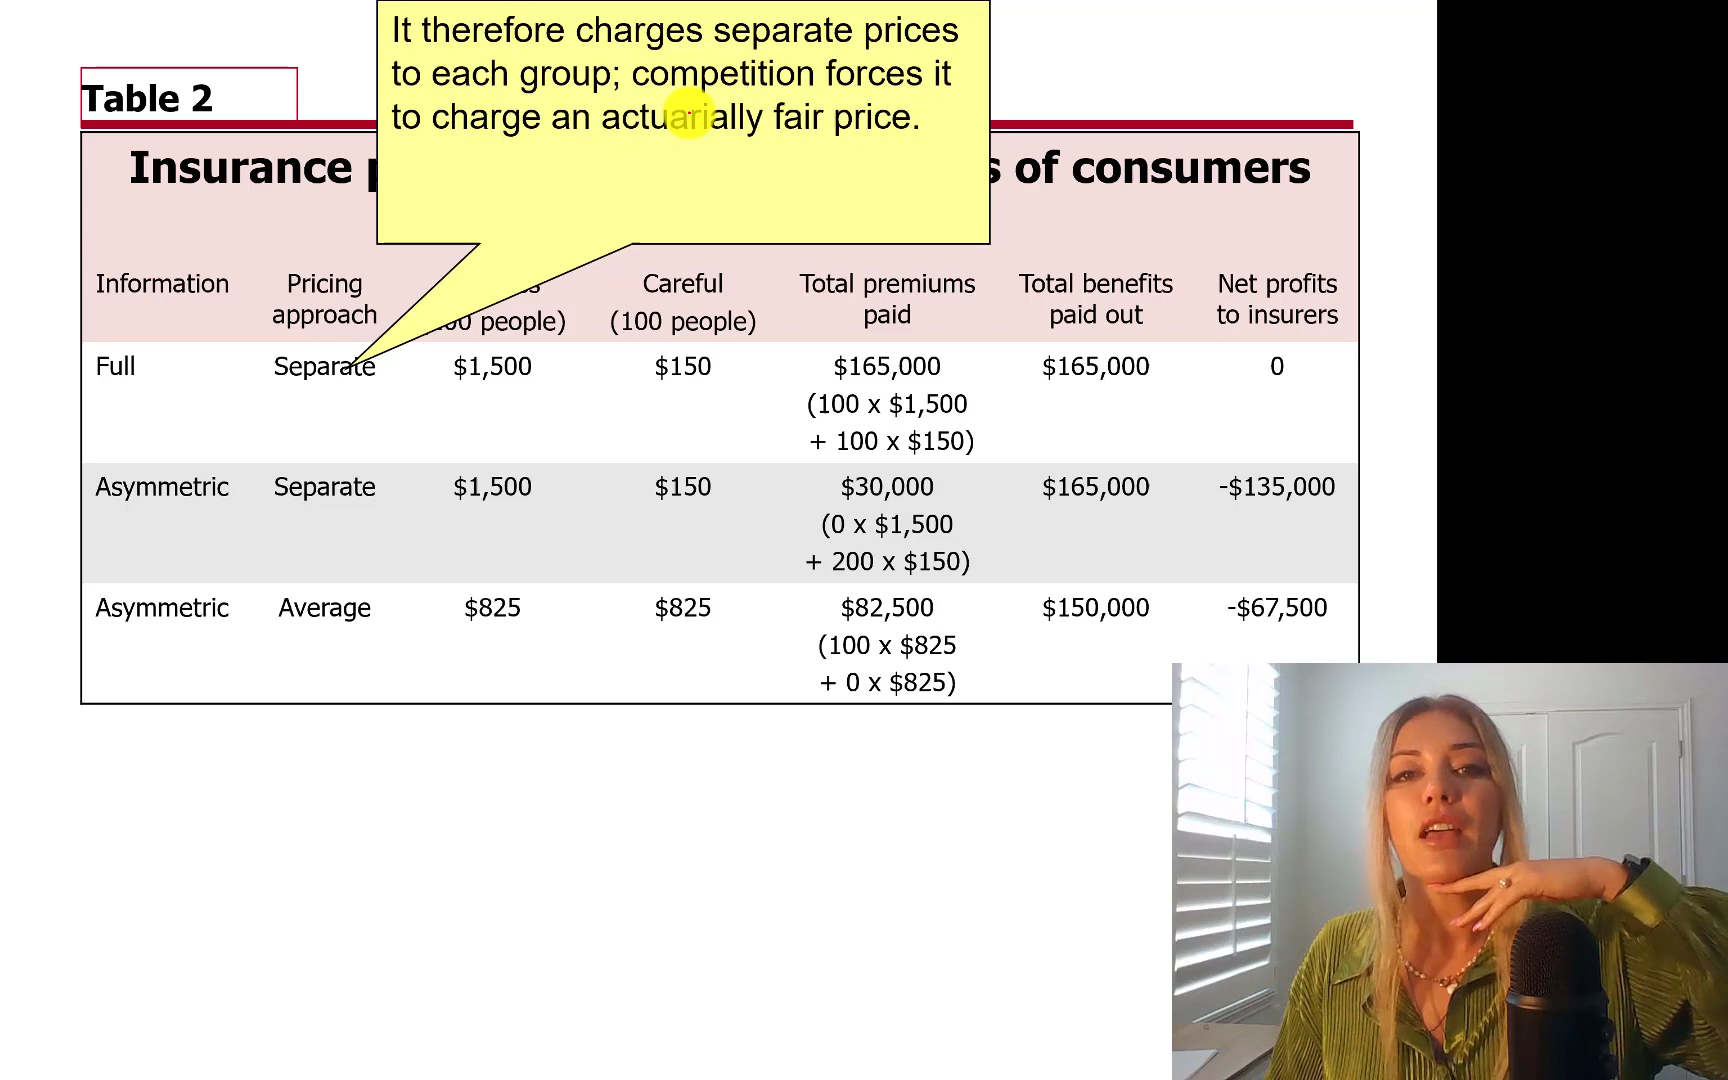 It therefore charges separate prices
to each group; competition forces it
to charge an actuarially fair price.
Table 2
Insurance
of consumers
Information
Pricing
approach
people)
Careful
(100 people)
Total premiums
paid
Total benefits
paid out
Net profits
to insurers
Full
Separate
$1,500
$150
$165,000
(100 x $1,500
+ 100 x $150)
$165,000
0
Asymmetric
Separate
$1,500
$150
$30,000
(0 x $1,500
+ 200 x $150)
$165,000
-$135,000
Asymmetric
Average
$825
$825
$82,500
(100 x $825
+ 0 x $825)
$150,000
-$67,500